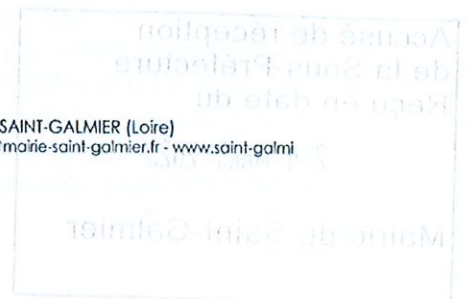 Accusé de réception
de la Sous-Préfecture
Reçu en date du
SAINT-GALMIER (Loire)
mairie-saint-galmier.fr - www.saint-galmi
2025
Mairie de Saint-Galmier